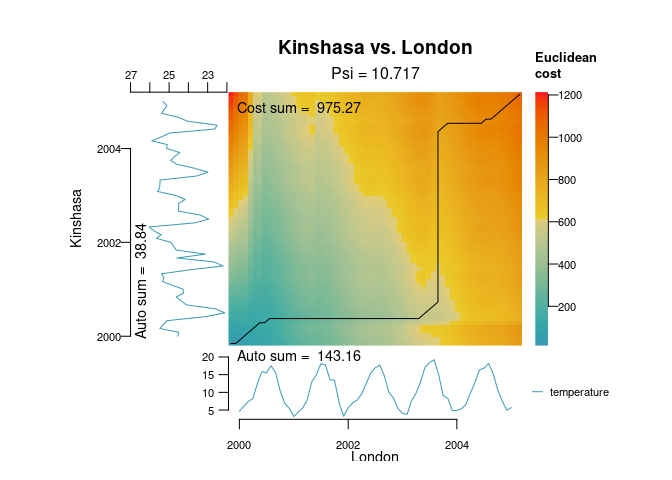 Kinshasa vs. London
Psi = 10.717
Euclidean
cost
27 25 23
Cost sum = 975.27
1200
1000
800
600
400
200
Kinshasa
2004
2002
2000
Auto sum = 38.84
Auto sum = 143.16
20
15
10
5
temperature
2000 2002 2004
London